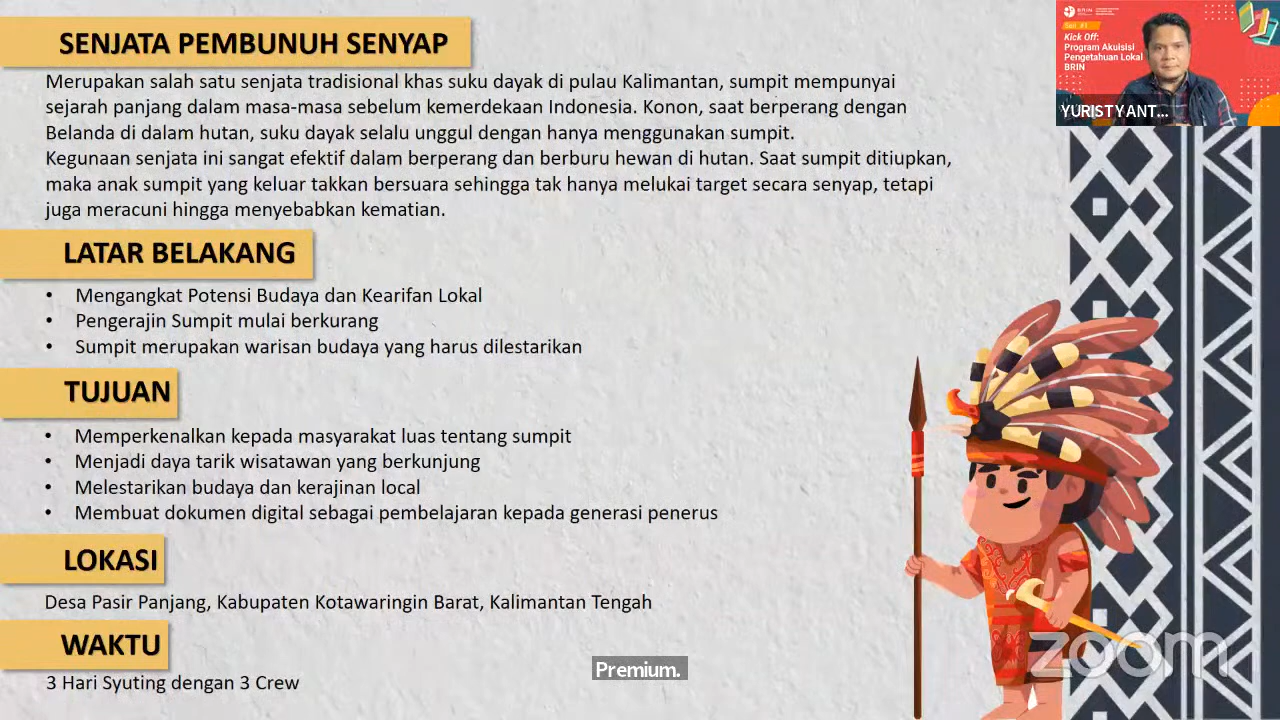 SENJATA PEMBUNUH SENYAP
Merupakan salah satu senjata tradisional khas suku dayak di pulau Kalimantan, sumpit mempunyai
sejarah panjang dalam masa-masa sebelum kemerdekaan Indonesia. Konon, saat berperang dengan
Belanda di dalam hutan, suku dayak selalu unggul dengan hanya menggunakan sumpit.
Kegunaan senjata ini sangat efektif dalam berperang dan berburu hewan di hutan. Saat sumpit ditiupkan,
maka anak sumpit yang keluar takkan bersuara sehingga tak hanya melukai target secara senyap, tetapi
juga meracuni hingga menyebabkan kematian.
LATAR BELAKANG
• Mengangkat Potensi Budaya dan Kearifan Lokal
• Pengerajin Sumpit mulai berkurang
• Sumpit merupakan warisan budaya yang harus dilestarikan
TUJUAN
• Memperkenalkan kepada masyarakat luas tentang sumpit
• Menjadi daya tarik wisatawan yang berkunjung
• Melestarikan budaya dan kerajinan local
• Membuat dokumen digital sebagai pembelajaran kepada generasi penerus
LOKASI
Desa Pasir Panjang, Kabupaten Kotawaringin Barat, Kalimantan Tengah
WAKTU
3 Hari Syuting dengan 3 Crew
Premium.
BRIN
Kick Off:
Program Akuisisi
Pengetahuan Lokal
BRIN
YURISTYANT...
zoom